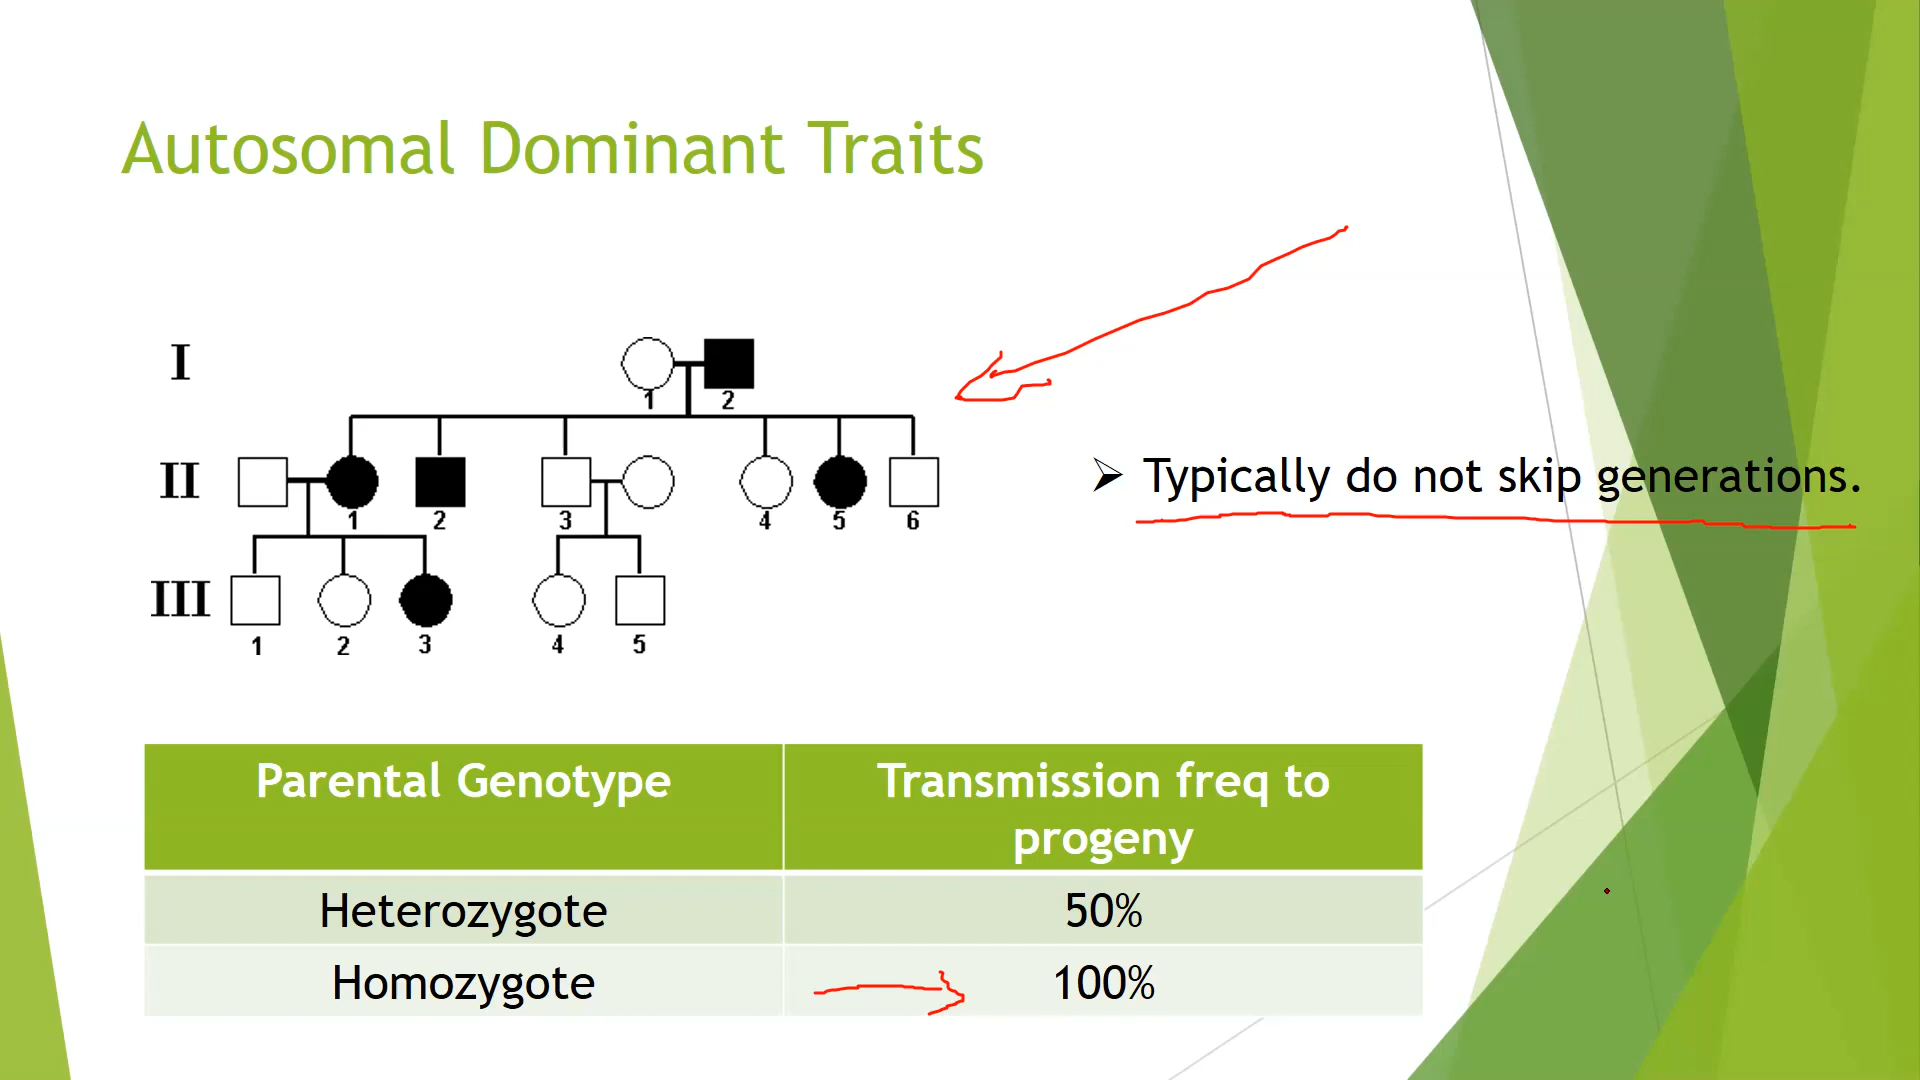 Autosomal Dominant Traits
I
1 2
II
1 2 3 4 5 6
III
1 2 3 4 5
➢ Typically do not skip generations.
Parental Genotype
Transmission freq to
progeny
Heterozygote 50%
Homozygote 100%